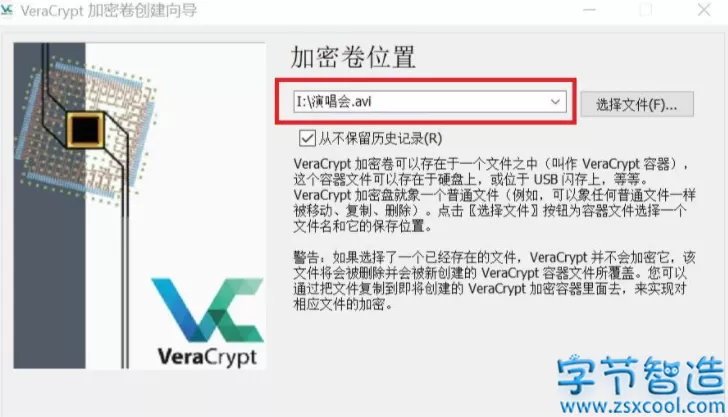 VeraCrypt 加密卷创建向导
加密卷位置
I:\演唱会.avi
选择文件(F)...
从不保留历史记录(R)
VeraCrypt 加密卷可以存在于一个文件之中（叫作 VeraCrypt 容器），
这个容器文件可以存在于硬盘上，或位于 USB 闪存上，等等。
VeraCrypt 加密盘就象一个普通文件（例如，可以象任何普通文件一样
被移动、复制、删除）。点击〖选择文件〗按钮为容器文件选择一个
文件名和它的保存位置。
警告：如果选择了一个已经存在的文件，VeraCrypt 并不会加密它，该
文件将会被删除并会被新创建的 VeraCrypt 容器文件所覆盖。您可以
通过把文件复制到即将创建的 VeraCrypt 加密容器里面去，来实现对
相应文件的加密。
VeraCrypt
字节智造
www.zsxcool.com